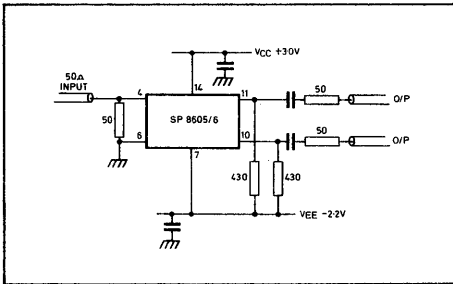 VCC +3.0V
50Ω
INPUT
4
14
11
50
O/P
50
SP 8605/6
6
10
50
O/P
7
430
430
VEE -2.2V